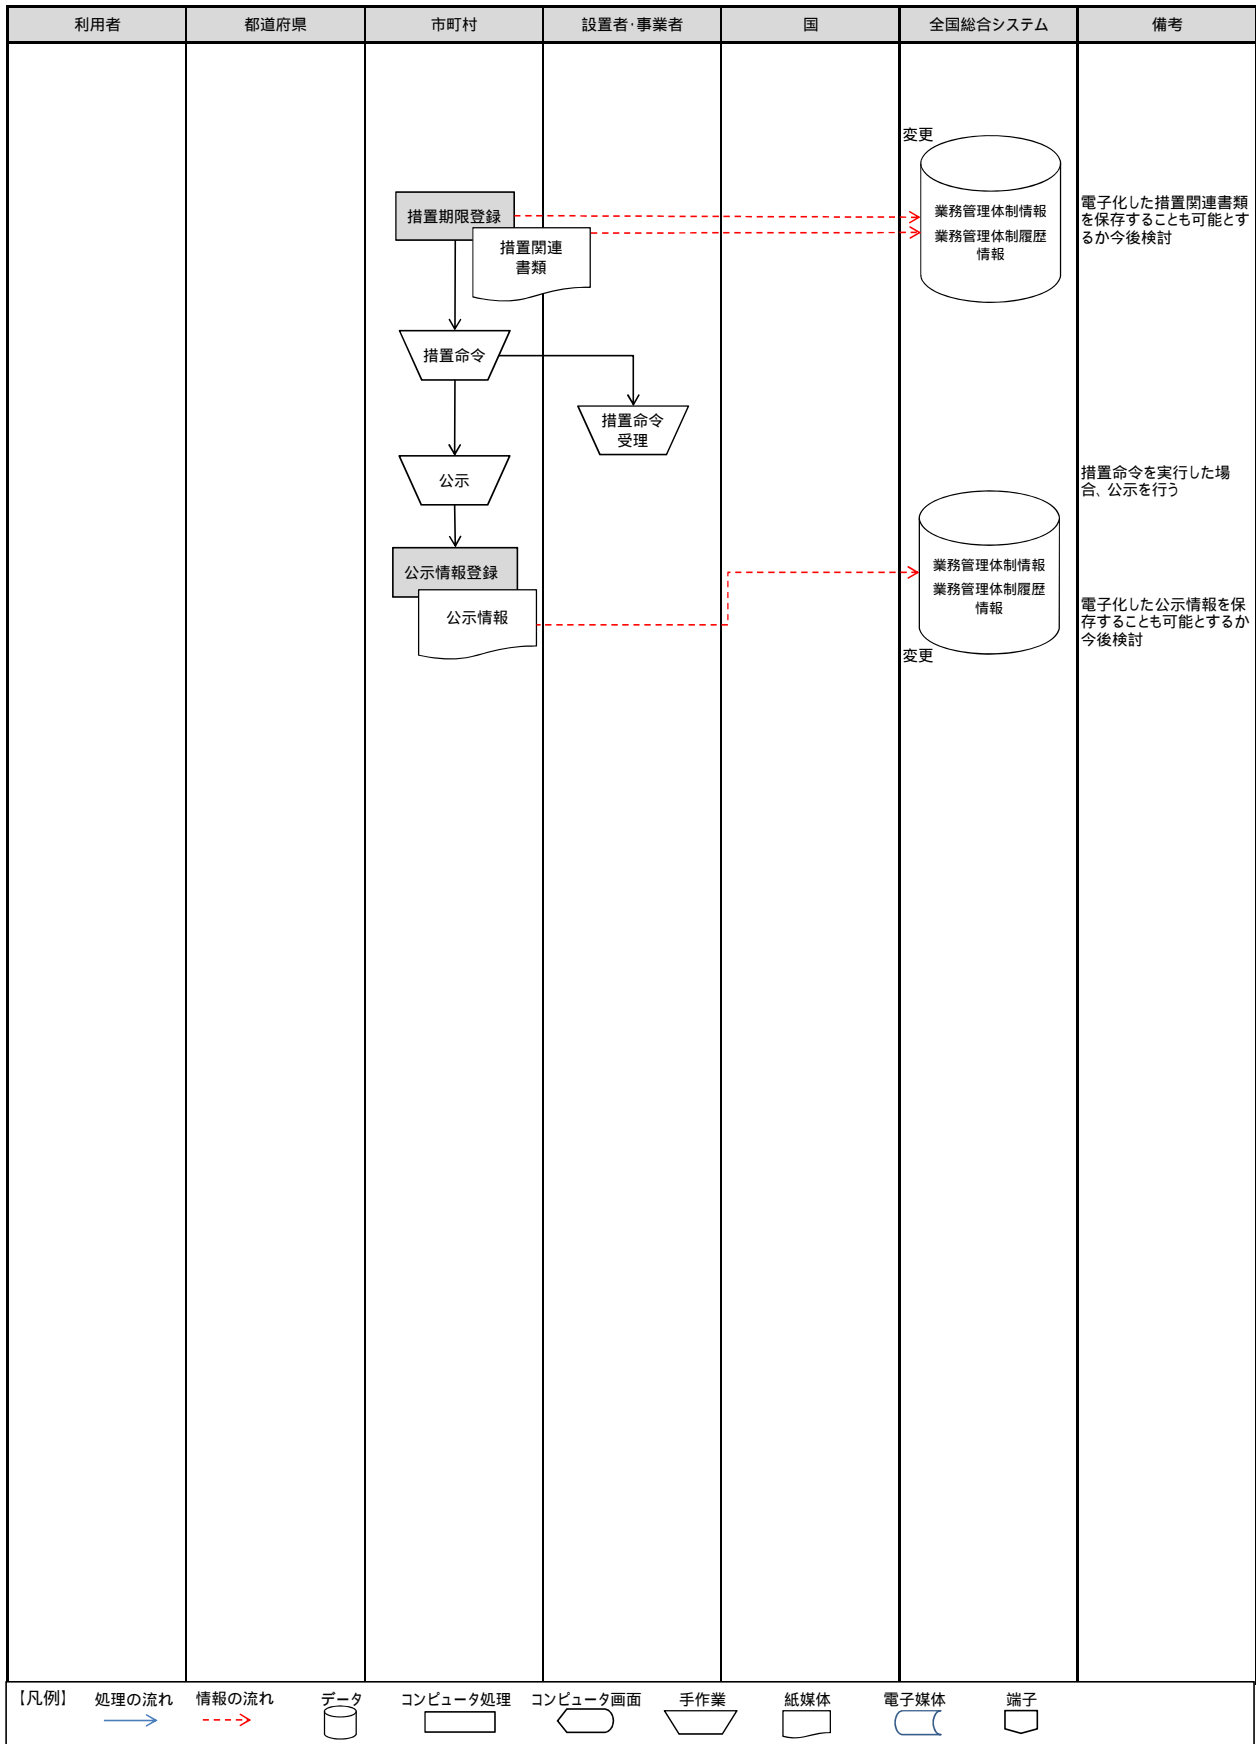 利用者
都道府県
市町村
設置者・事業者
国
全国総合システム
備考
変更
業務管理体制情報
業務管理体制履歴
情報
措置期限登録
措置関連
書類
電子化した措置関連書類
を保存することも可能とす
るか今後検討
措置命令
措置命令
受理
公示
措置命令を実行した場
合、公示を行う
公示情報登録
公示情報
業務管理体制情報
業務管理体制履歴
情報
変更
電子化した公示情報を保
存することも可能とするか
今後検討
【凡例】
処理の流れ
情報の流れ
データ
コンピュータ処理
コンピュータ画面
手作業
紙媒体
電子媒体
端子